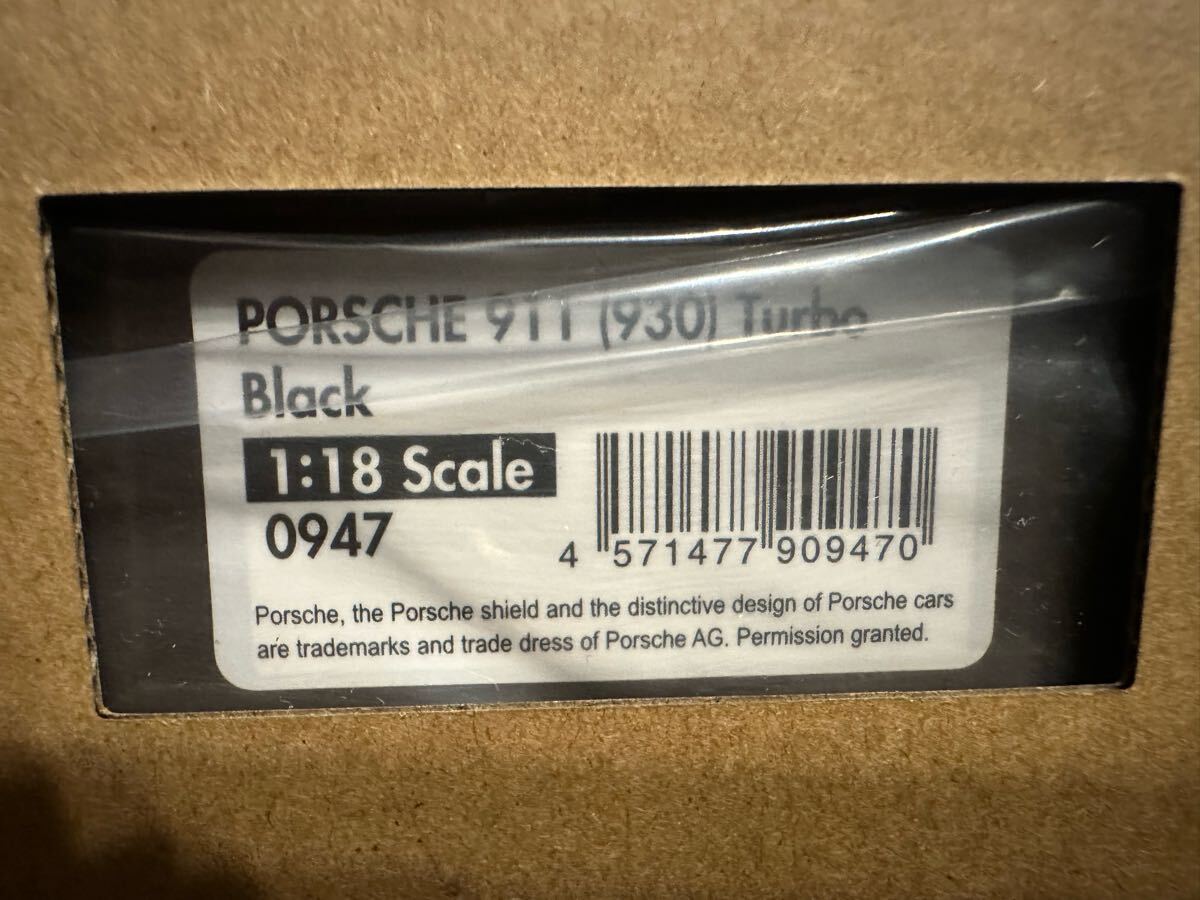 PORSCHE 911 (930) Turbo
Black
1:18 Scale
0947
4 571477 909470
Porsche, the Porsche shield and the distinctive design of Porsche cars
are trademarks and trade dress of Porsche AG. Permission granted.